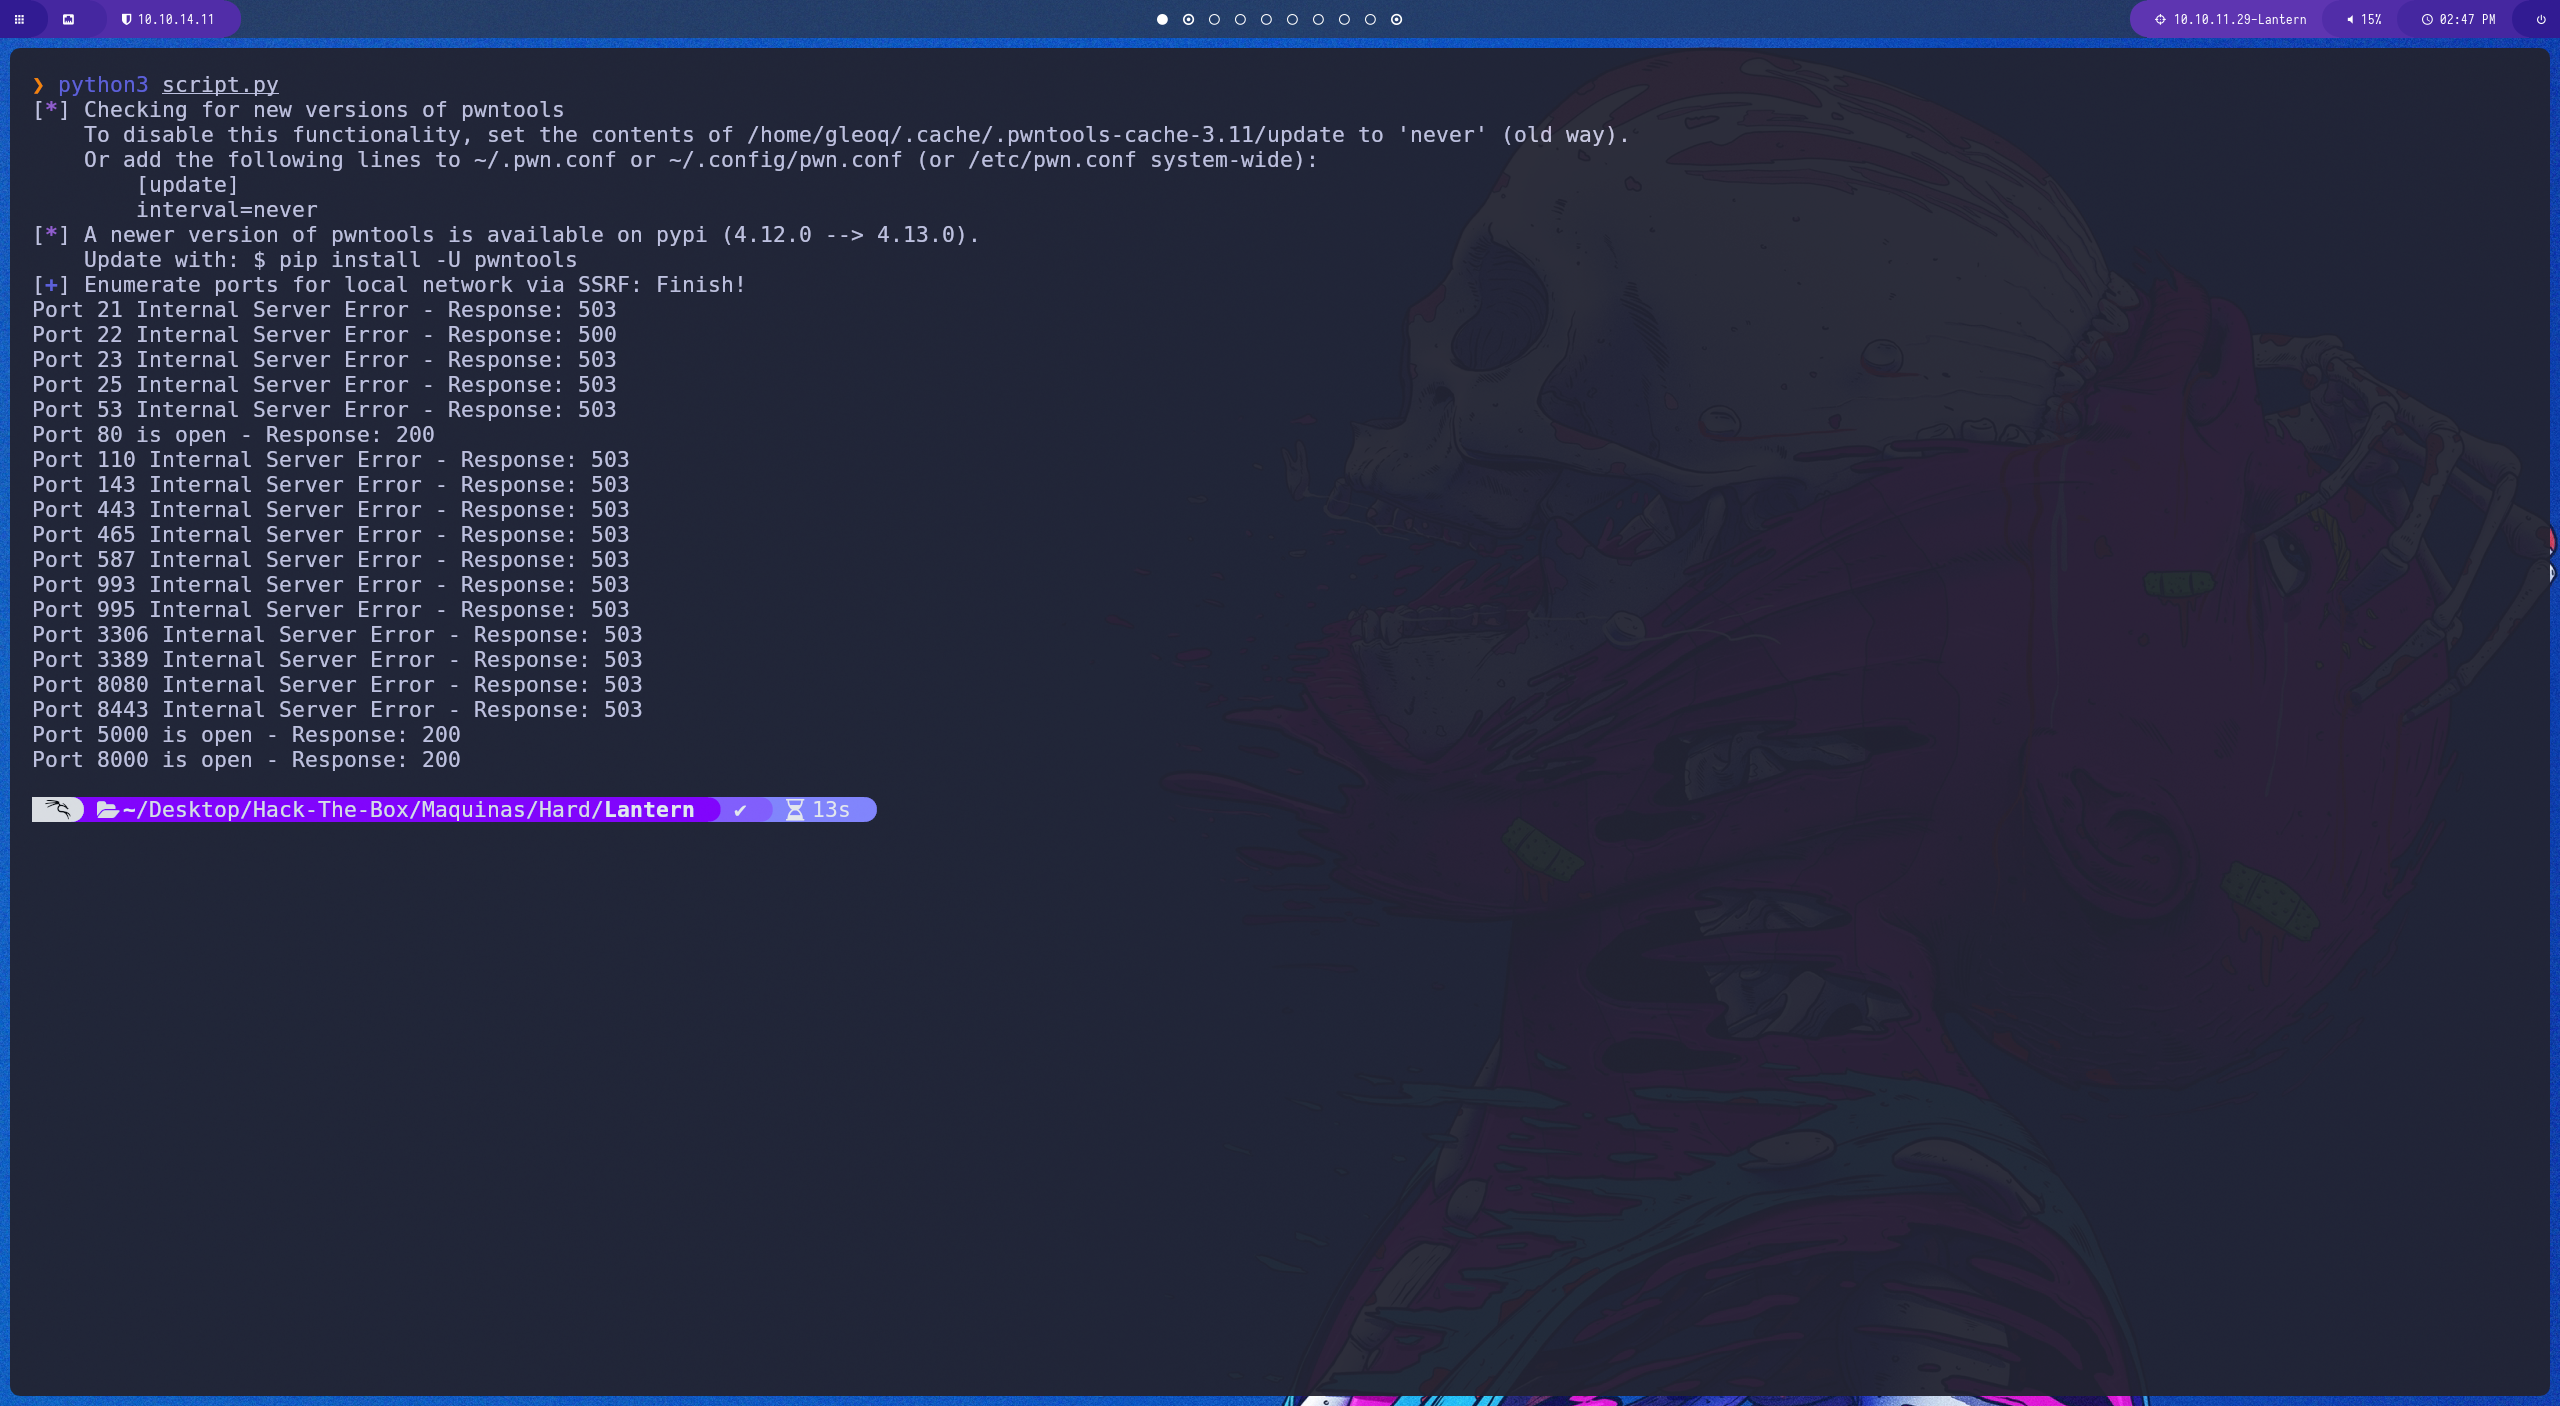 10.10.14.11
10.10.11.29-Lantern
15%
02:47 PM
❯ python3 script.py
[*] Checking for new versions of pwntools
    To disable this functionality, set the contents of /home/gleoq/.cache/.pwntools-cache-3.11/update to 'never' (old way).
    Or add the following lines to ~/.pwn.conf or ~/.config/pwn.conf (or /etc/pwn.conf system-wide):
        [update]
        interval=never
[*] A newer version of pwntools is available on pypi (4.12.0 --> 4.13.0).
    Update with: $ pip install -U pwntools
[+] Enumerate ports for local network via SSRF: Finish!
Port 21 Internal Server Error - Response: 503
Port 22 Internal Server Error - Response: 500
Port 23 Internal Server Error - Response: 503
Port 25 Internal Server Error - Response: 503
Port 53 Internal Server Error - Response: 503
Port 80 is open - Response: 200
Port 110 Internal Server Error - Response: 503
Port 143 Internal Server Error - Response: 503
Port 443 Internal Server Error - Response: 503
Port 465 Internal Server Error - Response: 503
Port 587 Internal Server Error - Response: 503
Port 993 Internal Server Error - Response: 503
Port 995 Internal Server Error - Response: 503
Port 3306 Internal Server Error - Response: 503
Port 3389 Internal Server Error - Response: 503
Port 8080 Internal Server Error - Response: 503
Port 8443 Internal Server Error - Response: 503
Port 5000 is open - Response: 200
Port 8000 is open - Response: 200
~/Desktop/Hack-The-Box/Maquinas/Hard/Lantern ✔ 13s